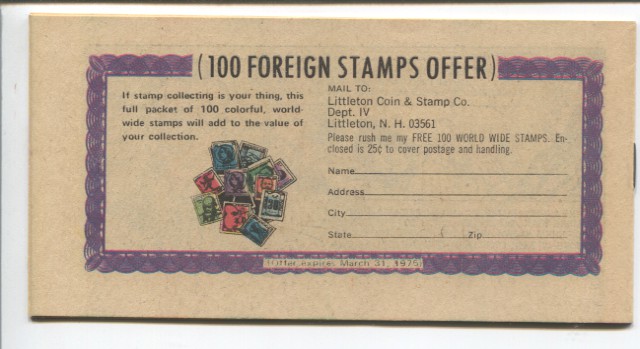 (100 FOREIGN STAMPS OFFER)
If stamp collecting is your thing, this
full packet of 100 colorful, world-
wide stamps will add to the value of
your collection.
MAIL TO:
Littleton Coin & Stamp Co.
Dept. IV
Littleton, N. H. 03561
Please rush me my FREE 100 WORLD WIDE STAMPS. En-
closed is 25¢ to cover postage and handling.
Name
Address
City
State Zip
(Offer expires March 31, 1975)